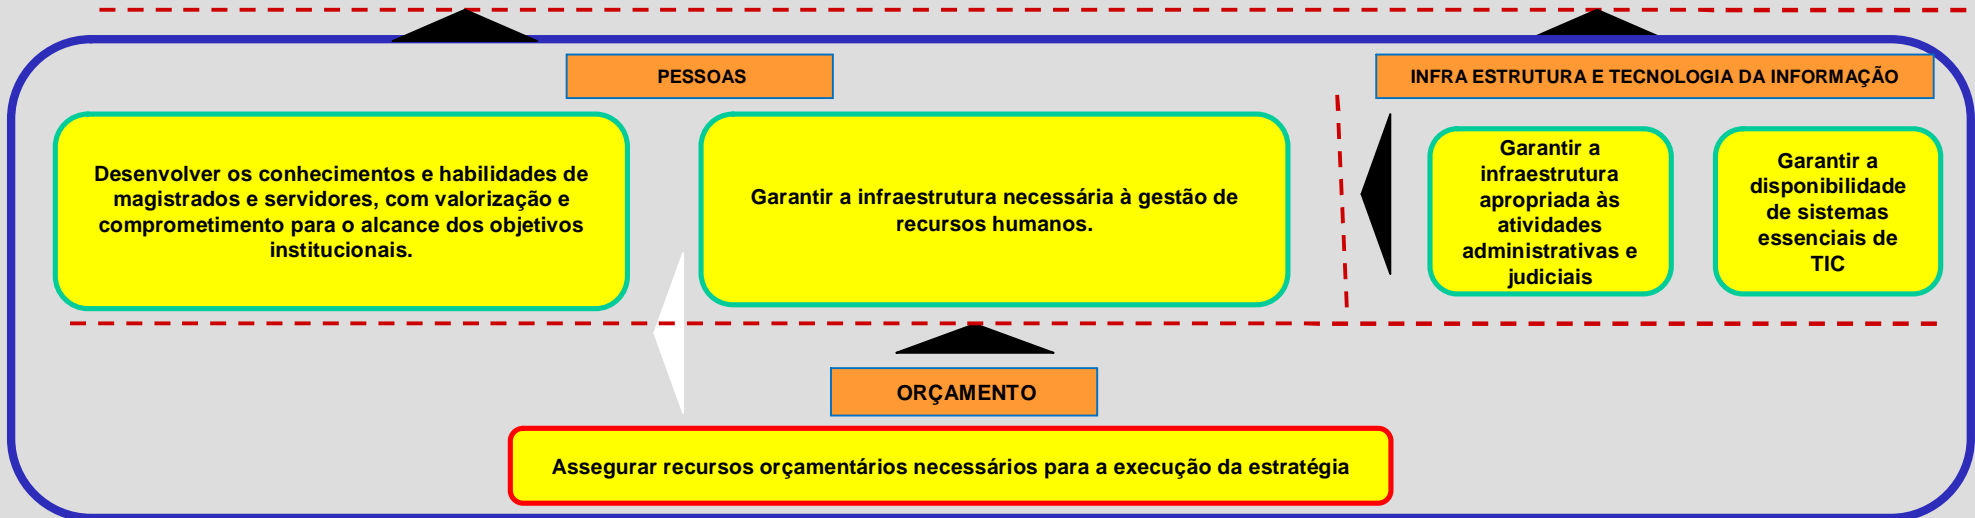 PESSOAS
INFRA ESTRUTURA E TECNOLOGIA DA INFORMAÇÃO
Desenvolver os conhecimentos e habilidades de
magistrados e servidores, com valorização e
comprometimento para o alcance dos objetivos
institucionais.
Garantir a infraestrutura necessária à gestão de
recursos humanos.
Garantir a
infraestrutura
apropriada às
atividades
administrativas e
judiciais
Garantir a
disponibilidade
de sistemas
essenciais de
TIC
ORÇAMENTO
Assegurar recursos orçamentários necessários para a execução da estratégia